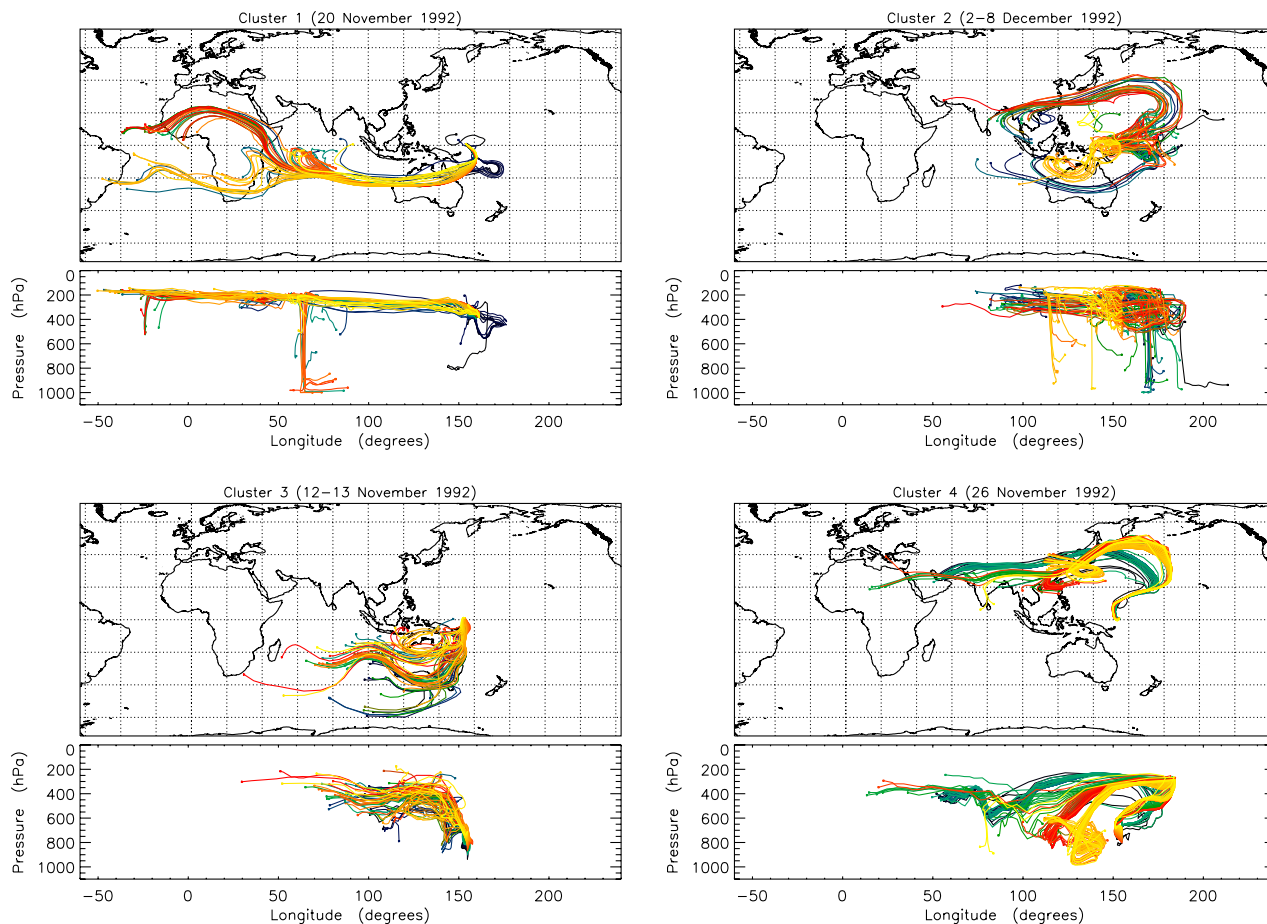 Cluster 1 (20 November 1992)
0
200
400
600
800
1000
Pressure (hPa)
−50 0 50 100 150 200
Longitude (degrees)
Cluster 2 (2−8 December 1992)
0
200
400
600
800
1000
Pressure (hPa)
−50 0 50 100 150 200
Longitude (degrees)
Cluster 3 (12−13 November 1992)
0
200
400
600
800
1000
Pressure (hPa)
−50 0 50 100 150 200
Longitude (degrees)
Cluster 4 (26 November 1992)
0
200
400
600
800
1000
Pressure (hPa)
−50 0 50 100 150 200
Longitude (degrees)